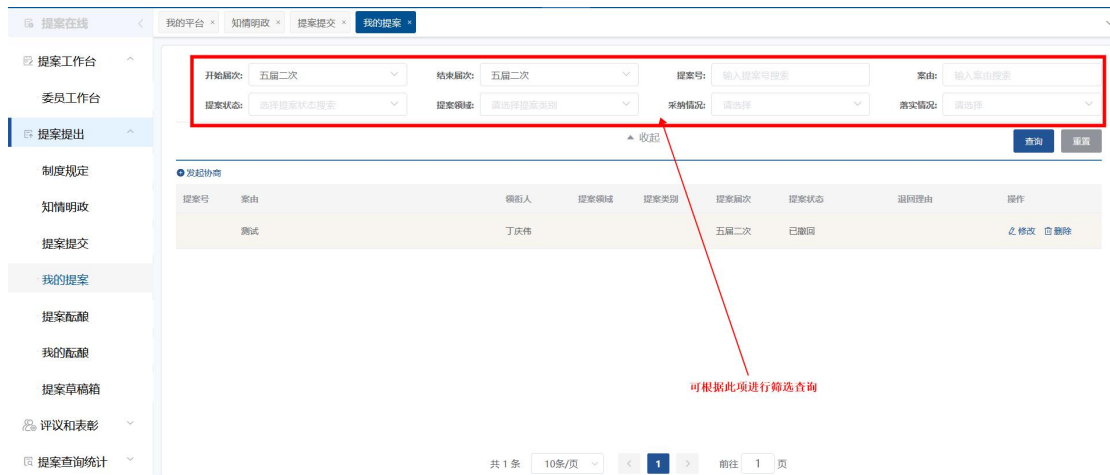 提案在线
我的平台 × 知情明政 × 提案提交 × 我的提案 ×
提案工作台
委员工作台
提案提出
制度规定
知情明政
提案提交
我的提案
提案酝酿
我的酝酿
提案草稿箱
评议和表彰
提案查询统计
开始届次: 五届二次 结束届次: 五届二次 提案号: 输入提案号搜索 案由: 输入案由搜索
提案状态: 选择提案状态搜索 提案领域: 请选择提案类别 采纳情况: 请选择 落实情况: 请选择
收起
查询 重置
发起协商
提案号 案由 领衔人 提案领域 提案类别 提案届次 提案状态 退回理由 操作
测试 丁庆伟 五届二次 已撤回 修改 删除
可根据此项进行筛选查询
共 1 条 10条/页 < 1 > 前往 1 页